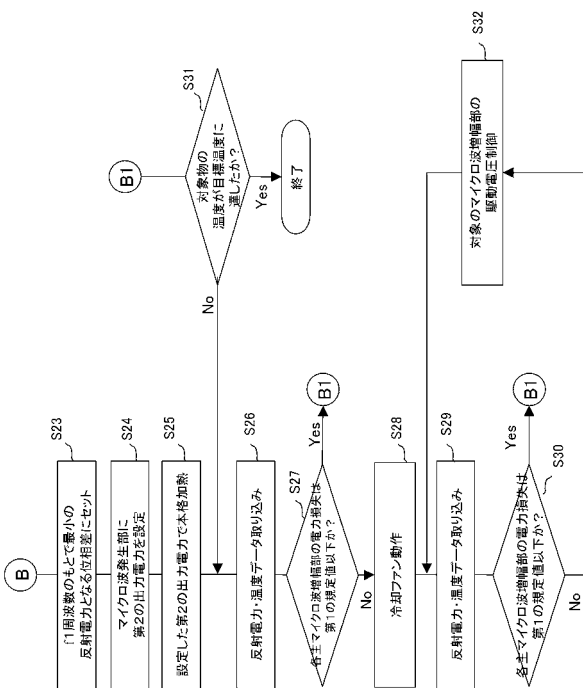 B
S23
f1周波数のもとで最小の
反射電力となる位相差にセット
S24
マイクロ波発生部に
第2の出力電力を設定
S25
設定した第2の出力電力で本格加熱
S26
反射電力・温度データ取り込み
S27
各主マイクロ波増幅部の電力損失は
第1の規定値以下か？
Yes
B1
No
S28
冷却ファン動作
S29
反射電力・温度データ取り込み
S30
各主マイクロ波増幅部の電力損失は
第1の規定値以下か？
Yes
B1
No
B1
S31
対象物の
温度が目標温度に
達したか？
No
Yes
終了
S32
対象のマイクロ波増幅部の
駆動電圧制御